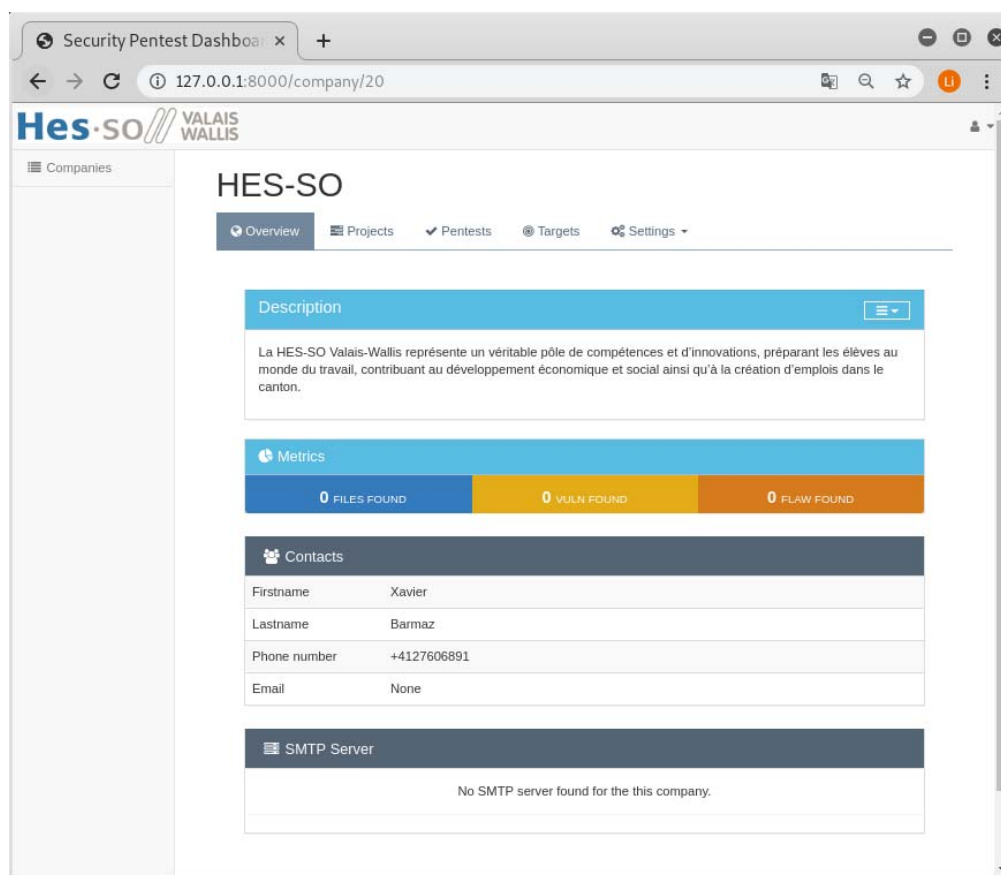 Security Pentest Dashboar
127.0.0.1:8000/company/20
Li
Hes·so VALAIS
WALLIS
Companies
HES-SO
Overview Projects Pentests Targets Settings
Description
La HES-SO Valais-Wallis représente un véritable pôle de compétences et d'innovations, préparant les élèves au
monde du travail, contribuant au développement économique et social ainsi qu'à la création d'emplois dans le
canton.
Metrics
0 FILES FOUND 0 VULN FOUND 0 FLAW FOUND
Contacts
Firstname Xavier
Lastname Barmaz
Phone number +4127606891
Email None
SMTP Server
No SMTP server found for the this company.